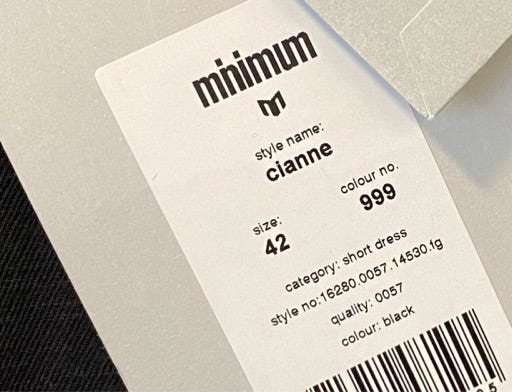 minimum
style name:
cianne
size:
42
colour no.
999
category: short dress
style no:16280.0057.14530.fg
quality: 0057
colour: black